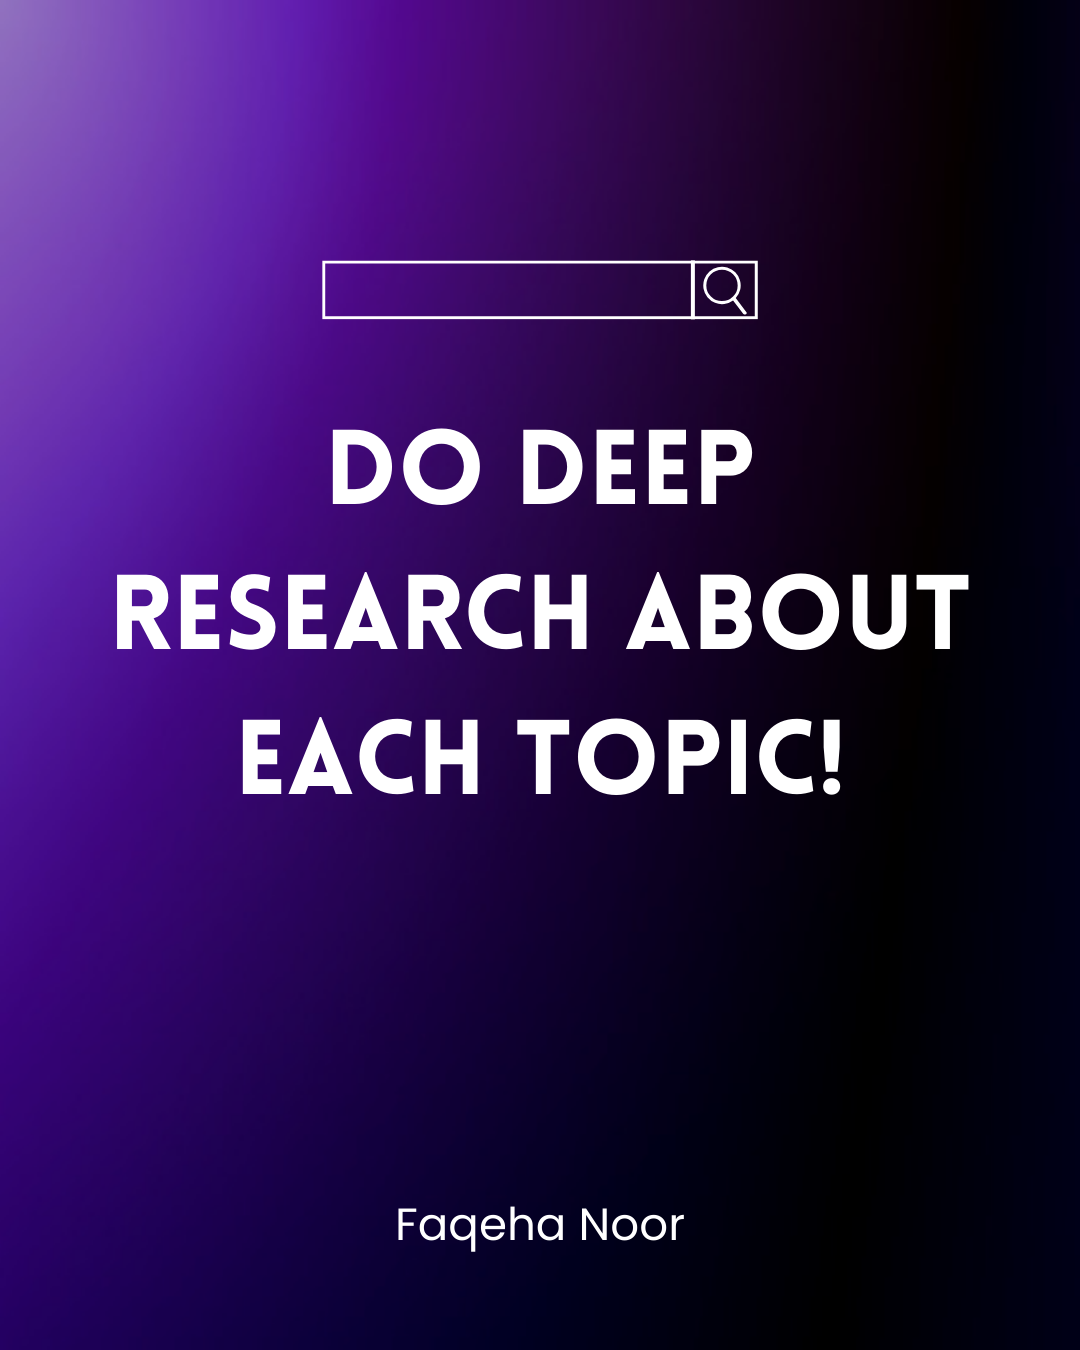 DO DEEP
RESEARCH ABOUT
EACH TOPIC!
Faqeha Noor